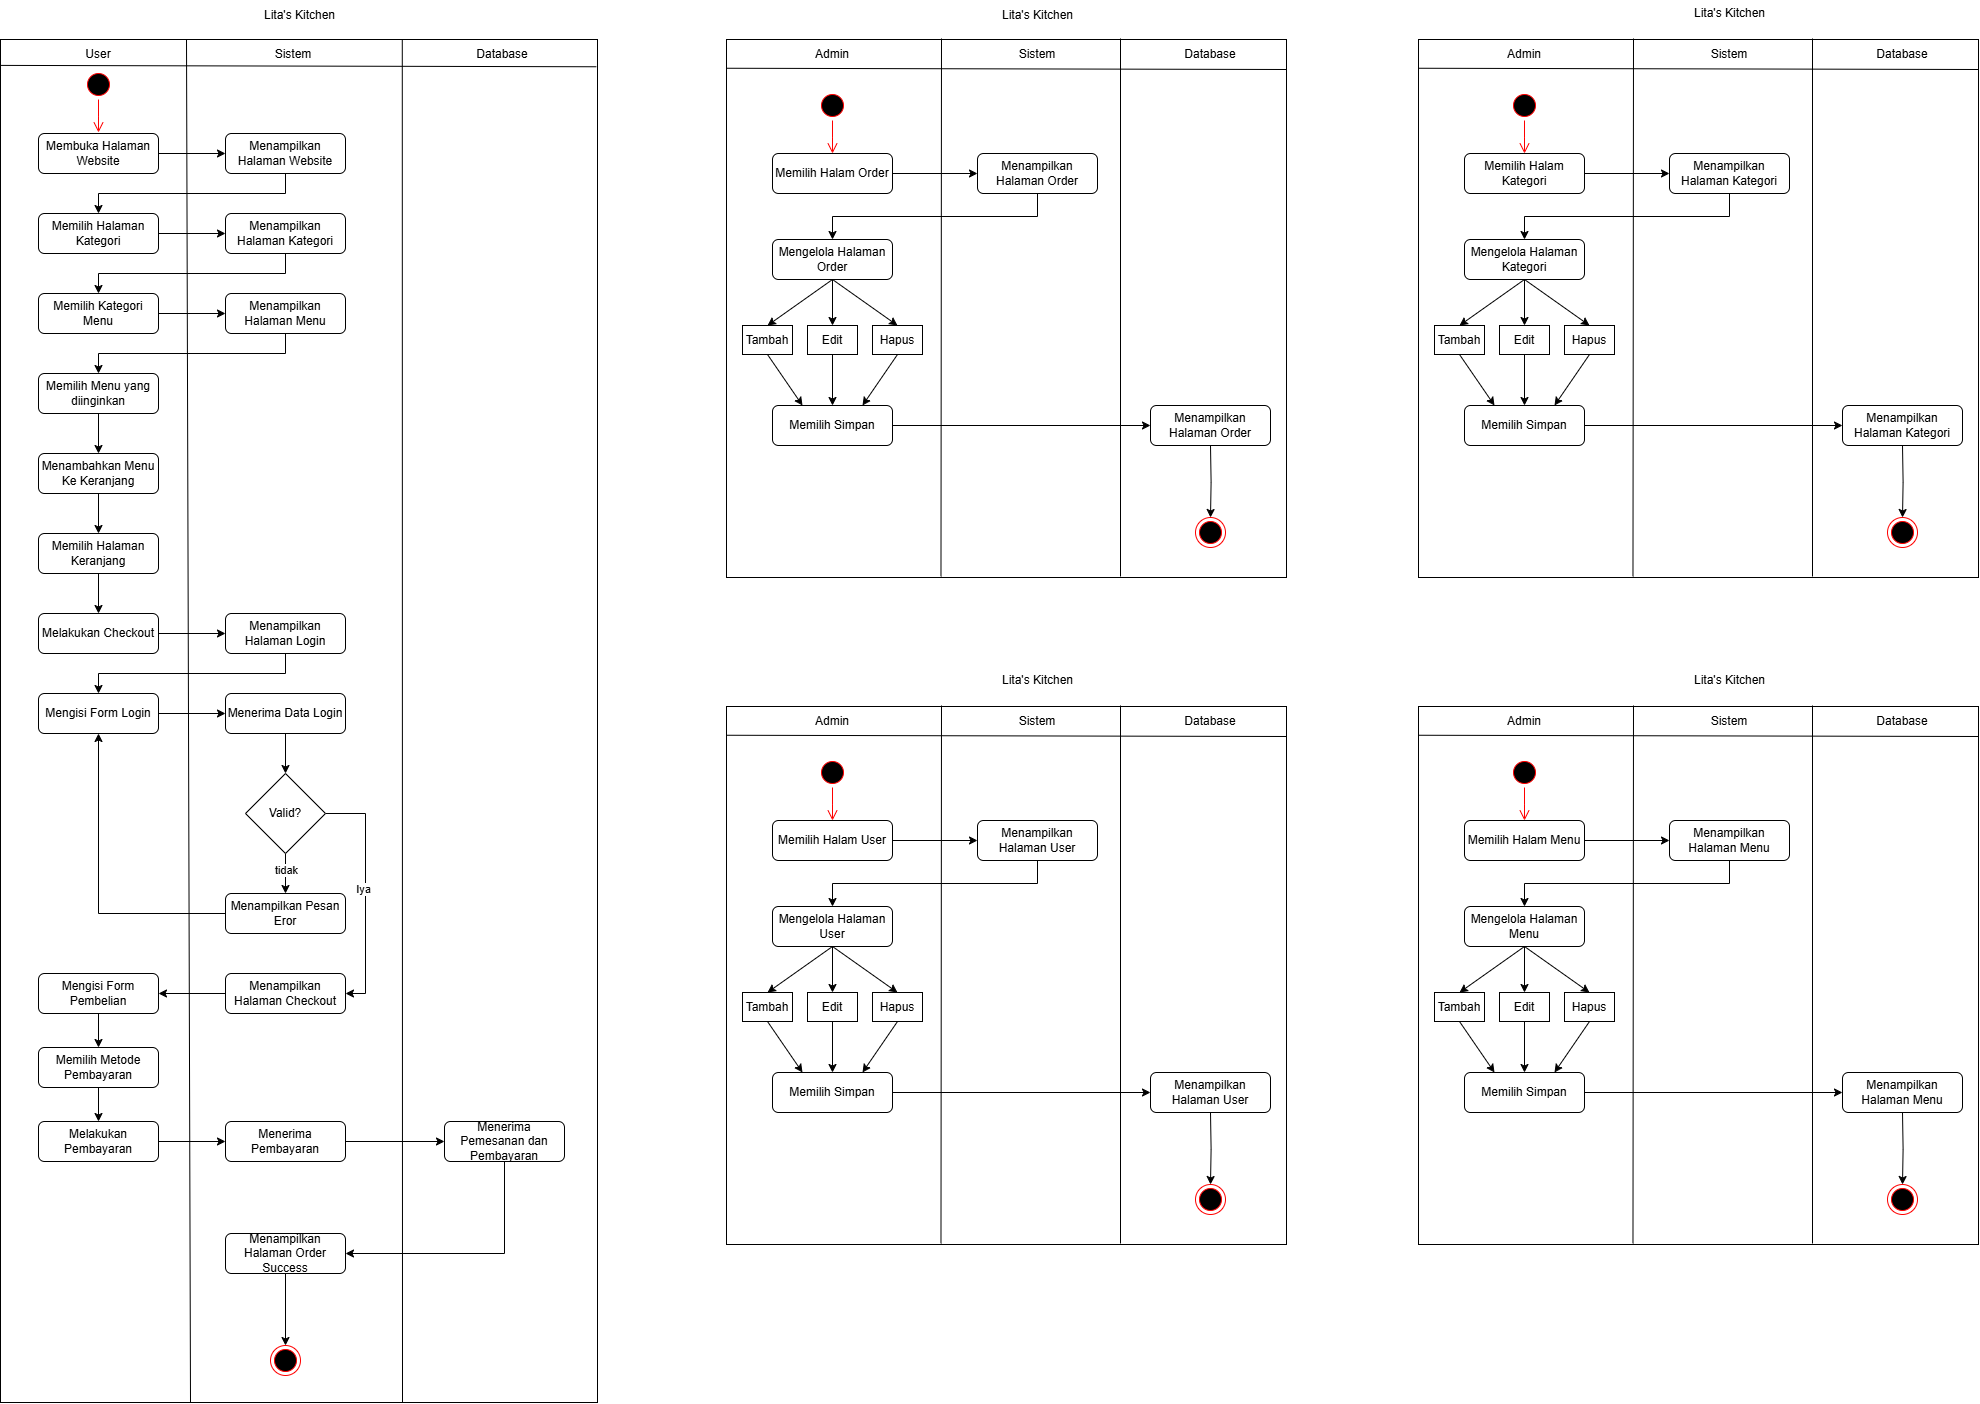 Lita's Kitchen
User
Sistem
Database
Membuka Halaman
Website
Menampilkan
Halaman Website
Memilih Halaman
Kategori
Menampilkan
Halaman Kategori
Memilih Kategori
Menu
Menampilkan
Halaman Menu
Memilih Menu yang
diinginkan
Menambahkan Menu
Ke Keranjang
Memilih Halaman
Keranjang
Melakukan Checkout
Menampilkan
Halaman Login
Mengisi Form Login
Menerima Data Login
Valid?
tidak
Iya
Menampilkan Pesan
Eror
Menampilkan
Halaman Checkout
Mengisi Form
Pembelian
Memilih Metode
Pembayaran
Melakukan
Pembayaran
Menerima
Pembayaran
Menerima
Pemesanan dan
Pembayaran
Menampilkan
Halaman Order
Success
Lita's Kitchen
Admin
Sistem
Database
Memilih Halam Order
Menampilkan
Halaman Order
Mengelola Halaman
Order
Tambah
Edit
Hapus
Memilih Simpan
Menampilkan
Halaman Order
Lita's Kitchen
Admin
Sistem
Database
Memilih Halam
Kategori
Menampilkan
Halaman Kategori
Mengelola Halaman
Kategori
Tambah
Edit
Hapus
Memilih Simpan
Menampilkan
Halaman Kategori
Lita's Kitchen
Admin
Sistem
Database
Memilih Halam User
Menampilkan
Halaman User
Mengelola Halaman
User
Tambah
Edit
Hapus
Memilih Simpan
Menampilkan
Halaman User
Lita's Kitchen
Admin
Sistem
Database
Memilih Halam Menu
Menampilkan
Halaman Menu
Mengelola Halaman
Menu
Tambah
Edit
Hapus
Memilih Simpan
Menampilkan
Halaman Menu